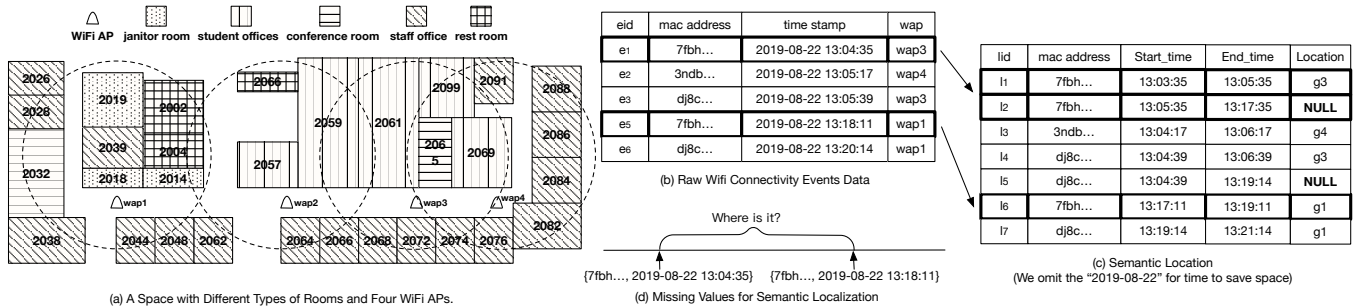 WiFi AP janitor room student offices conference room staff office rest room
2026
2028
2032
2038
2019
2039
2018
2002
2004
2014
2066
2057
2059
2061
2099
2091
206
5
2069
2088
2086
2084
2082
wap1
wap2
wap3
wap4
2044 2048 2062
2064 2066 2068 2072 2074 2076
(a) A Space with Different Types of Rooms and Four WiFi APs.
eid mac address time stamp wap
e1 7fbh... 2019-08-22 13:04:35 wap3
e2 3ndb... 2019-08-22 13:05:17 wap4
e3 dj8c... 2019-08-22 13:05:39 wap3
e5 7fbh... 2019-08-22 13:18:11 wap1
e6 dj8c... 2019-08-22 13:20:14 wap1
(b) Raw Wifi Connectivity Events Data
Where is it?
{7fbh..., 2019-08-22 13:04:35} {7fbh..., 2019-08-22 13:18:11}
(d) Missing Values for Semantic Localization
lid mac address Start_time End_time Location
l1 7fbh... 13:03:35 13:05:35 g3
l2 7fbh... 13:05:35 13:17:35 NULL
l3 3ndb... 13:04:17 13:06:17 g4
l4 dj8c... 13:04:39 13:06:39 g3
l5 dj8c... 13:04:39 13:19:14 NULL
l6 7fbh... 13:17:11 13:19:11 g1
l7 dj8c... 13:19:14 13:21:14 g1
(c) Semantic Location
(We omit the “2019-08-22” for time to save space)